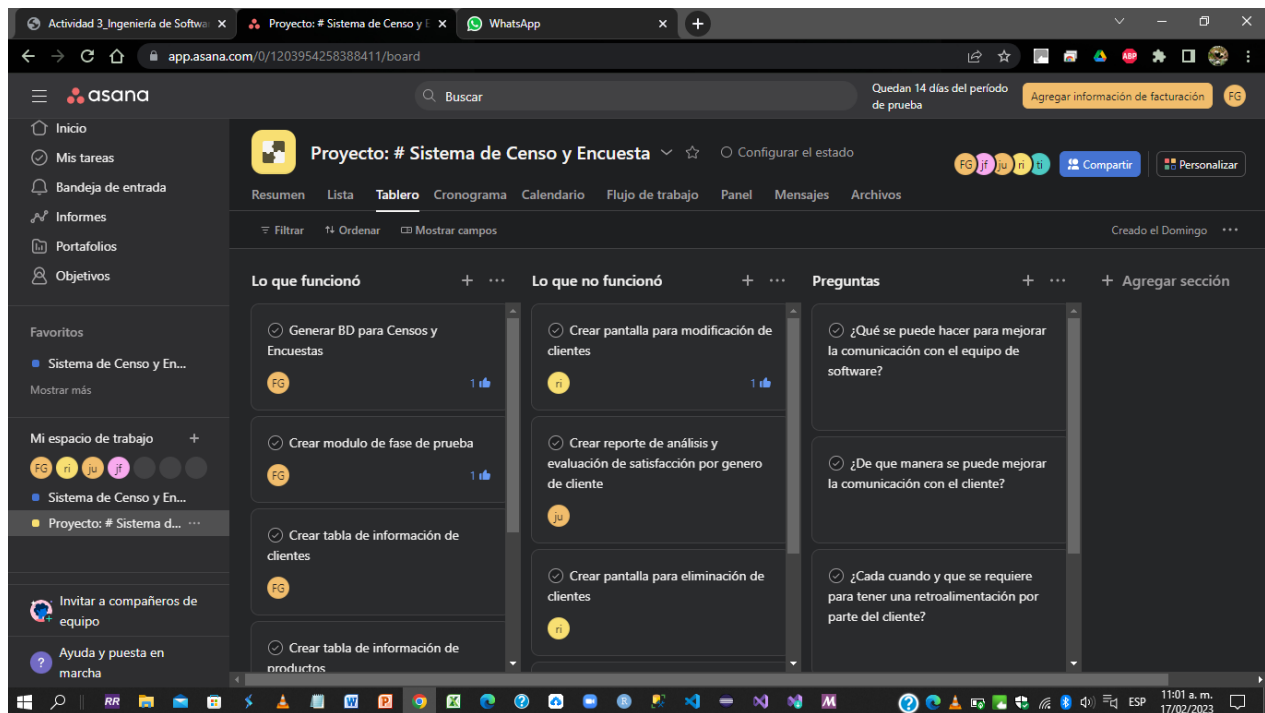 Actividad 3_Ingeniería de Softwa
Proyecto: # Sistema de Censo y E
WhatsApp
app.asana.com/0/1203954258388411/board
ABP
asana
Buscar
Quedan 14 días del período
de prueba
Agregar información de facturación
FG
Inicio
Mis tareas
Bandeja de entrada
Informes
Portafolios
Objetivos
Favoritos
Sistema de Censo y En...
Mostrar más
Mi espacio de trabajo
FG ri ju jf
Sistema de Censo y En...
Proyecto: # Sistema d...
Invitar a compañeros de
equipo
Ayuda y puesta en
marcha
Proyecto: # Sistema de Censo y Encuesta
Configurar el estado
FG jf ju ri ti
Compartir
Personalizar
Resumen Lista Tablero Cronograma Calendario Flujo de trabajo Panel Mensajes Archivos
Filtrar Ordenar Mostrar campos
Creado el Domingo
Lo que funcionó
Generar BD para Censos y
Encuestas
FG 1
Crear modulo de fase de prueba
FG 1
Crear tabla de información de
clientes
FG
Crear tabla de información de
productos
Lo que no funcionó
Crear pantalla para modificación de
clientes
ri 1
Crear reporte de análisis y
evaluación de satisfacción por genero
de cliente
ju
Crear pantalla para eliminación de
clientes
ri
Preguntas
¿Qué se puede hacer para mejorar
la comunicación con el equipo de
software?
¿De que manera se puede mejorar
la comunicación con el cliente?
¿Cada cuando y que se requiere
para tener una retroalimentación por
parte del cliente?
+ Agregar sección
RR
ESP
11:01 a. m.
17/02/2023